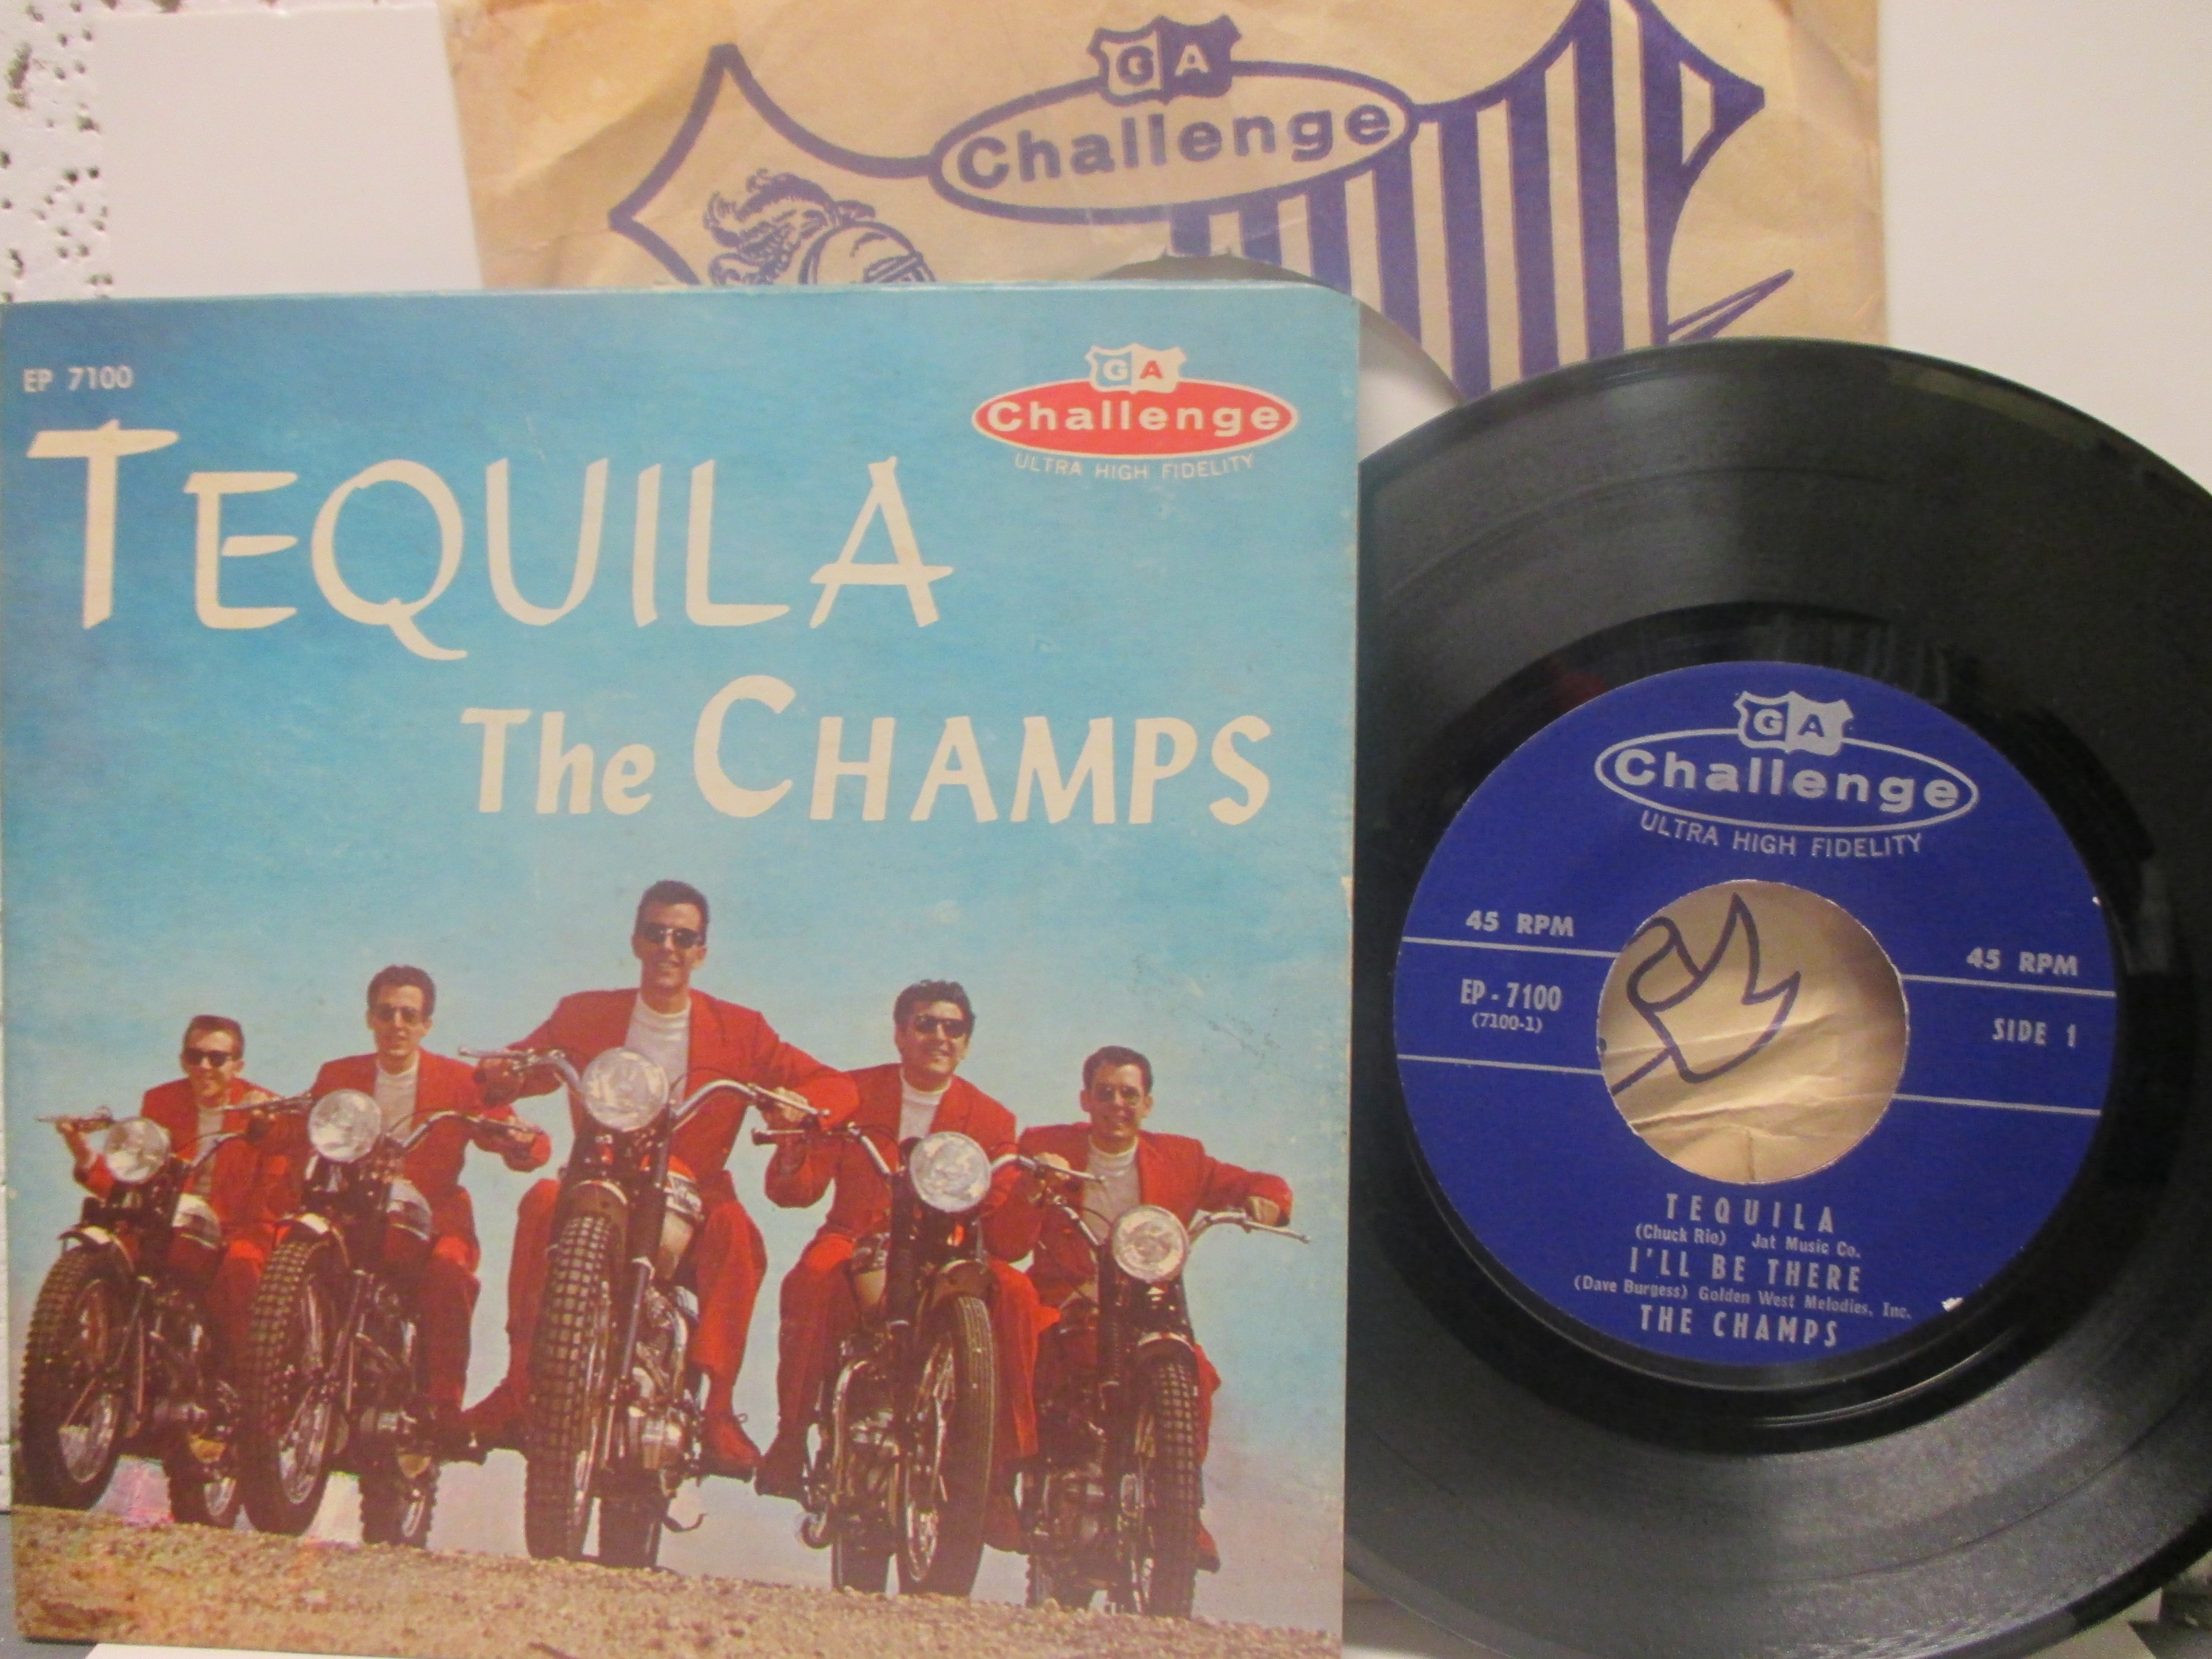 GA
Challenge
EP 7100
GA
Challenge
ULTRA HIGH FIDELITY
TEQUILA
The CHAMPS
GA
Challenge
ULTRA HIGH FIDELITY
45 RPM
45 RPM
EP - 7100
(7100-1)
SIDE 1
TEQUILA
(Chuck Rio) Jat Music Co.
I'LL BE THERE
(Dave Burgess) Golden West Melodies, Inc.
THE CHAMPS